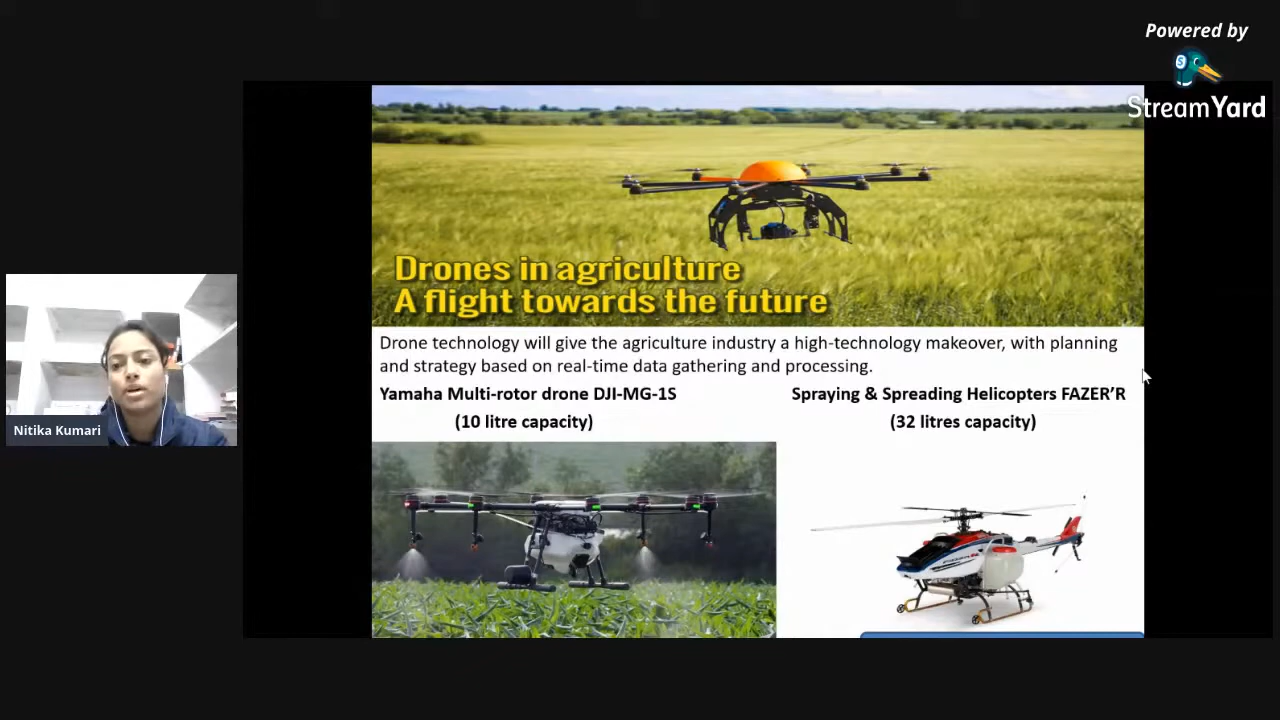 Powered by
StreamYard
Drones in agriculture
A flight towards the future
Drone technology will give the agriculture industry a high-technology makeover, with planning
and strategy based on real-time data gathering and processing.
Yamaha Multi-rotor drone DJI-MG-1S
(10 litre capacity)
Spraying & Spreading Helicopters FAZER’R
(32 litres capacity)
Nitika Kumari